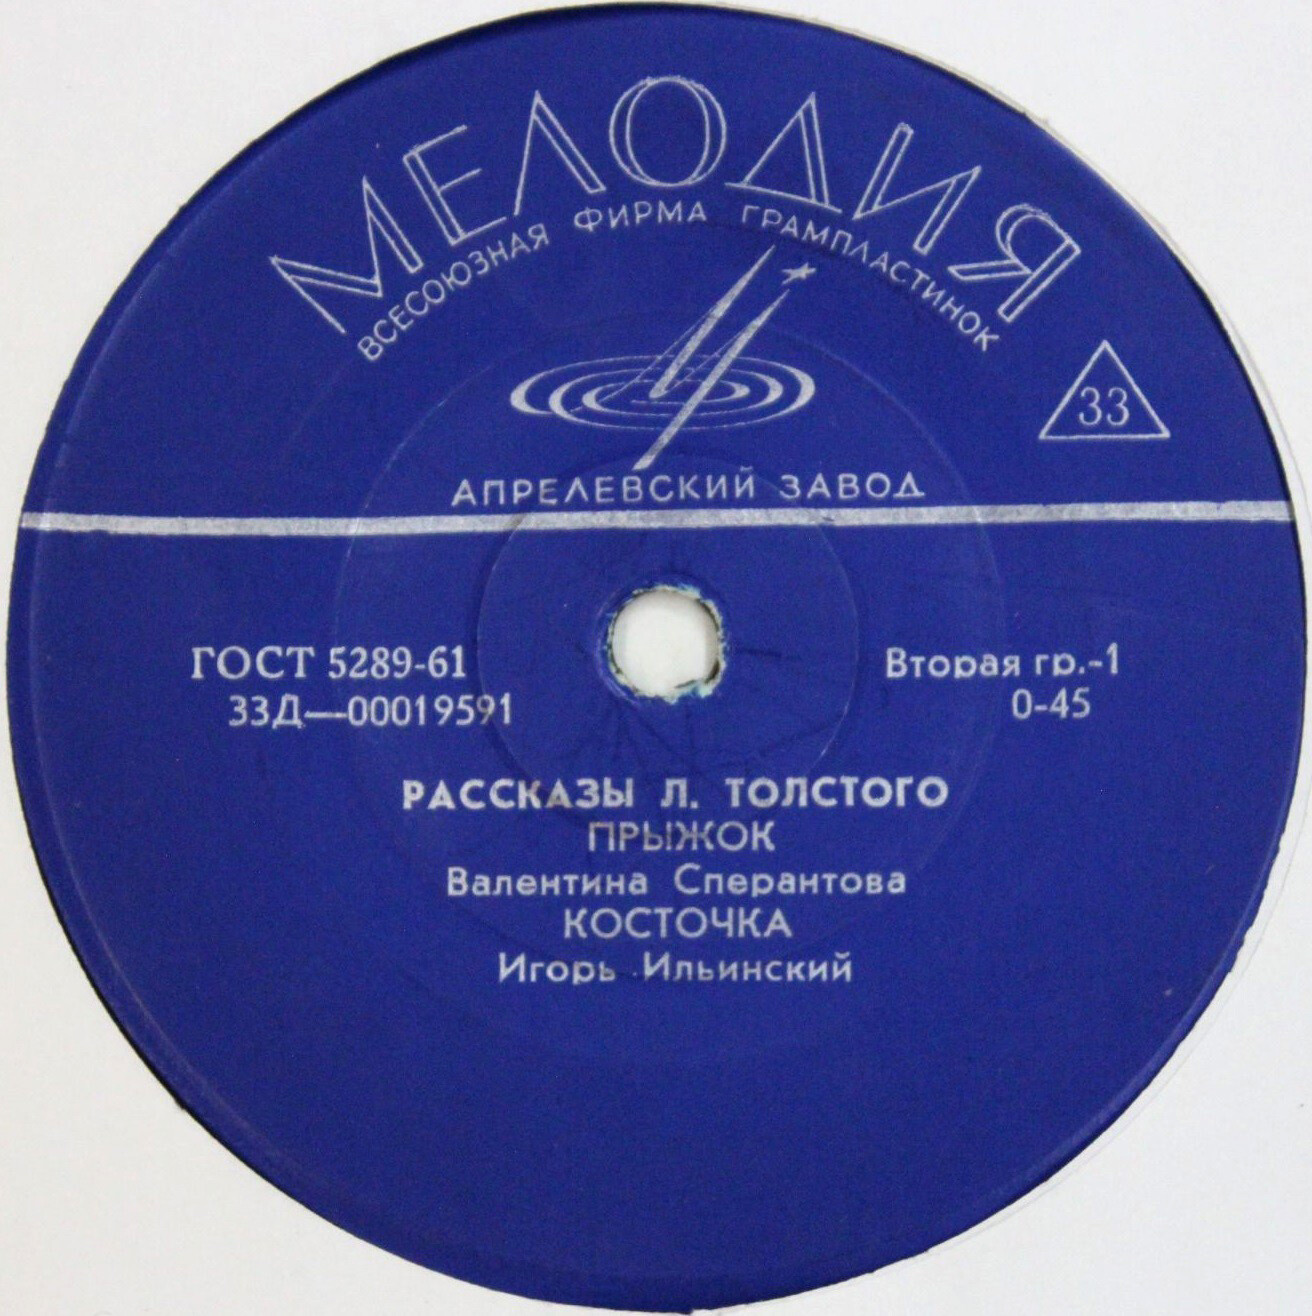 МЕЛОДИЯ
ВСЕСОЮЗНАЯ ФИРМА ГРАМПЛАСТИНОК
33
АПРЕЛЕВСКИЙ ЗАВОД
ГОСТ 5289-61
Вторая гр.-1
33Д—00019591
0-45
РАССКАЗЫ Л. ТОЛСТОГО
ПРЫЖОК
Валентина Сперантова
КОСТОЧКА
Игорь Ильинский